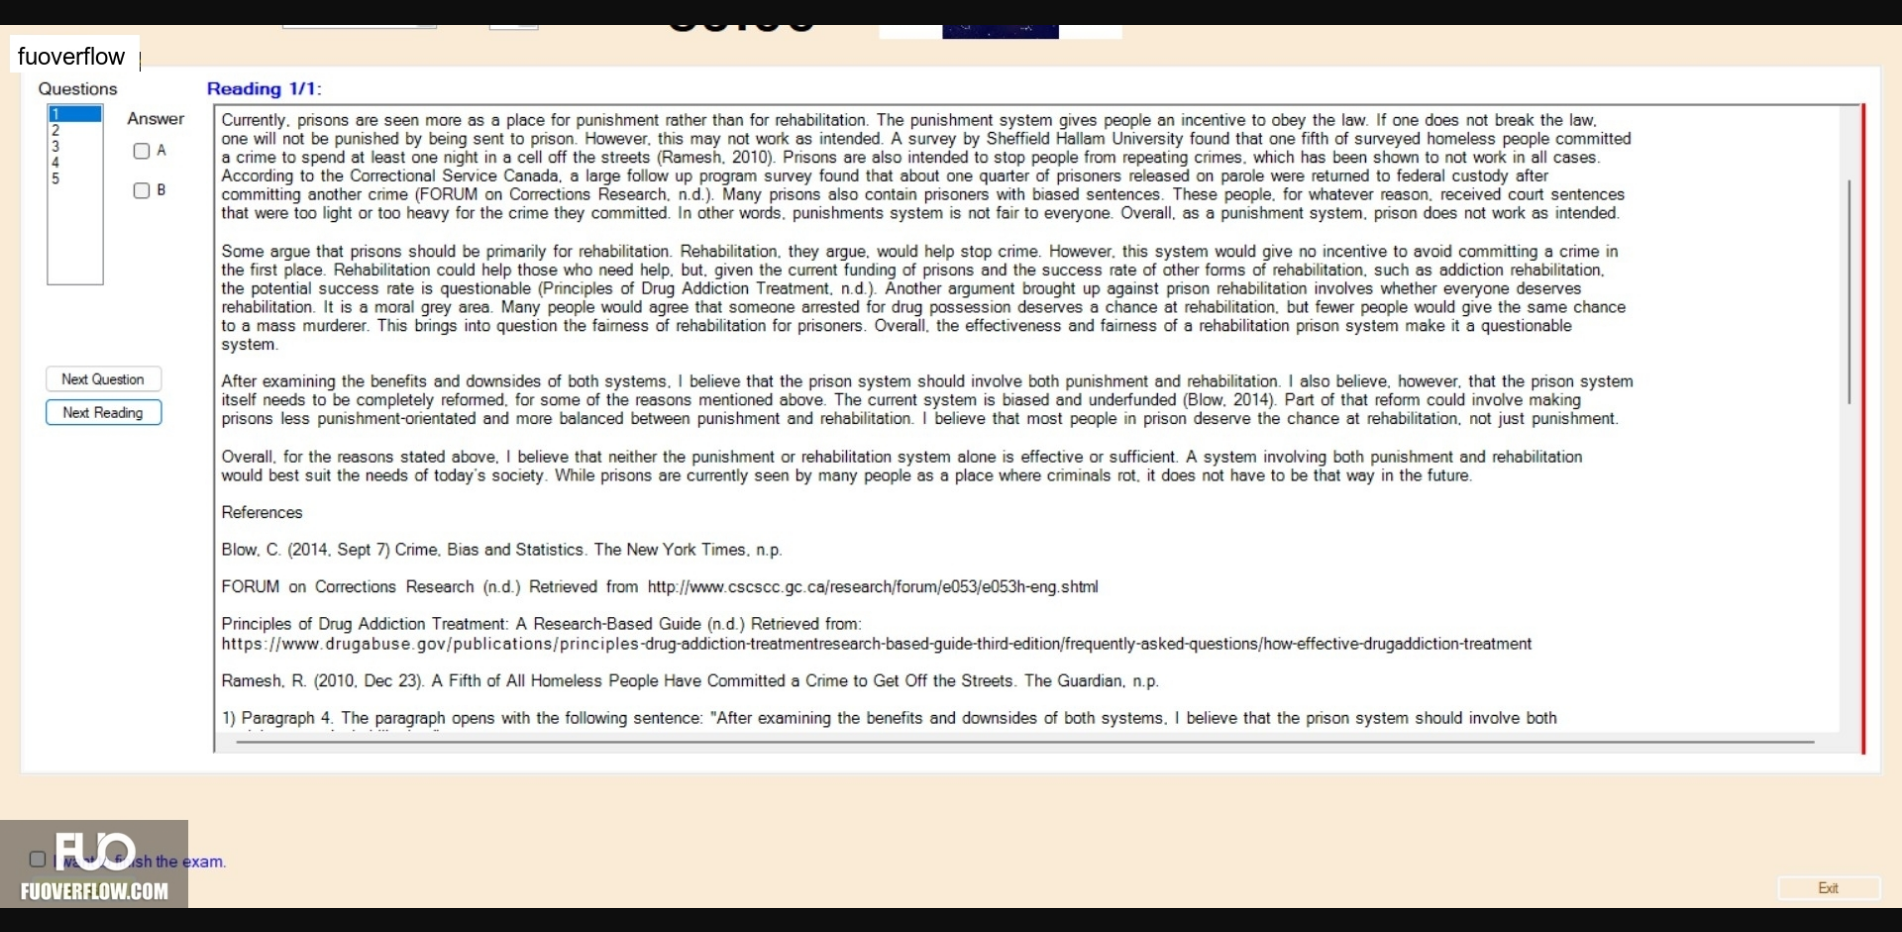 fuoverflow
Questions
Reading 1/1:
1
2
3
4
5
Answer
A
B
Currently, prisons are seen more as a place for punishment rather than for rehabilitation. The punishment system gives people an incentive to obey the law. If one does not break the law,
one will not be punished by being sent to prison. However, this may not work as intended. A survey by Sheffield Hallam University found that one fifth of surveyed homeless people committed
a crime to spend at least one night in a cell off the streets (Ramesh, 2010). Prisons are also intended to stop people from repeating crimes, which has been shown to not work in all cases.
According to the Correctional Service Canada, a large follow up program survey found that about one quarter of prisoners released on parole were returned to federal custody after
committing another crime (FORUM on Corrections Research, n.d.). Many prisons also contain prisoners with biased sentences. These people, for whatever reason, received court sentences
that were too light or too heavy for the crime they committed. In other words, punishments system is not fair to everyone. Overall, as a punishment system, prison does not work as intended.
Some argue that prisons should be primarily for rehabilitation. Rehabilitation, they argue, would help stop crime. However, this system would give no incentive to avoid committing a crime in
the first place. Rehabilitation could help those who need help, but, given the current funding of prisons and the success rate of other forms of rehabilitation, such as addiction rehabilitation,
the potential success rate is questionable (Principles of Drug Addiction Treatment, n.d.). Another argument brought up against prison rehabilitation involves whether everyone deserves
rehabilitation. It is a moral grey area. Many people would agree that someone arrested for drug possession deserves a chance at rehabilitation, but fewer people would give the same chance
to a mass murderer. This brings into question the fairness of rehabilitation for prisoners. Overall, the effectiveness and fairness of a rehabilitation prison system make it a questionable
system.
After examining the benefits and downsides of both systems, I believe that the prison system should involve both punishment and rehabilitation. I also believe, however, that the prison system
itself needs to be completely reformed, for some of the reasons mentioned above. The current system is biased and underfunded (Blow, 2014). Part of that reform could involve making
prisons less punishment-orientated and more balanced between punishment and rehabilitation. I believe that most people in prison deserve the chance at rehabilitation, not just punishment.
Overall, for the reasons stated above, I believe that neither the punishment or rehabilitation system alone is effective or sufficient. A system involving both punishment and rehabilitation
would best suit the needs of today's society. While prisons are currently seen by many people as a place where criminals rot, it does not have to be that way in the future.
References
Blow, C. (2014, Sept 7) Crime, Bias and Statistics. The New York Times, n.p.
FORUM on Corrections Research (n.d.) Retrieved from http://www.cscscc.gc.ca/research/forum/e053/e053h-eng.shtml
Principles of Drug Addiction Treatment: A Research-Based Guide (n.d.) Retrieved from:
https://www.drugabuse.gov/publications/principles-drug-addiction-treatmentresearch-based-guide-third-edition/frequently-asked-questions/how-effective-drugaddiction-treatment
Ramesh, R. (2010, Dec 23). A Fifth of All Homeless People Have Committed a Crime to Get Off the Streets. The Guardian, n.p.
1) Paragraph 4. The paragraph opens with the following sentence: "After examining the benefits and downsides of both systems, I believe that the prison system should involve both
Next Question
Next Reading
the exam.
FUO
FUOVERFLOW.COM
Exit